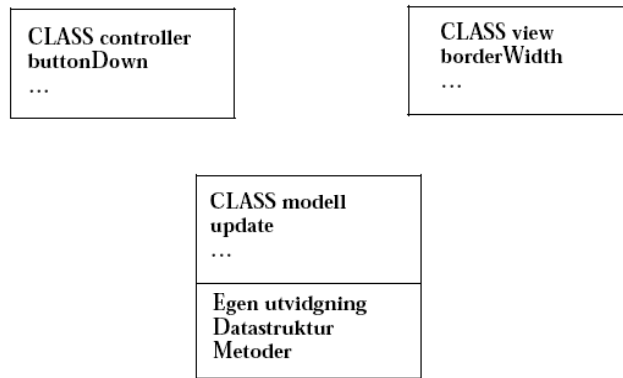 CLASS controller
buttonDown
…
CLASS view
borderWidth
…
CLASS modell
update
…
Egen utvidgning
Datastruktur
Metoder